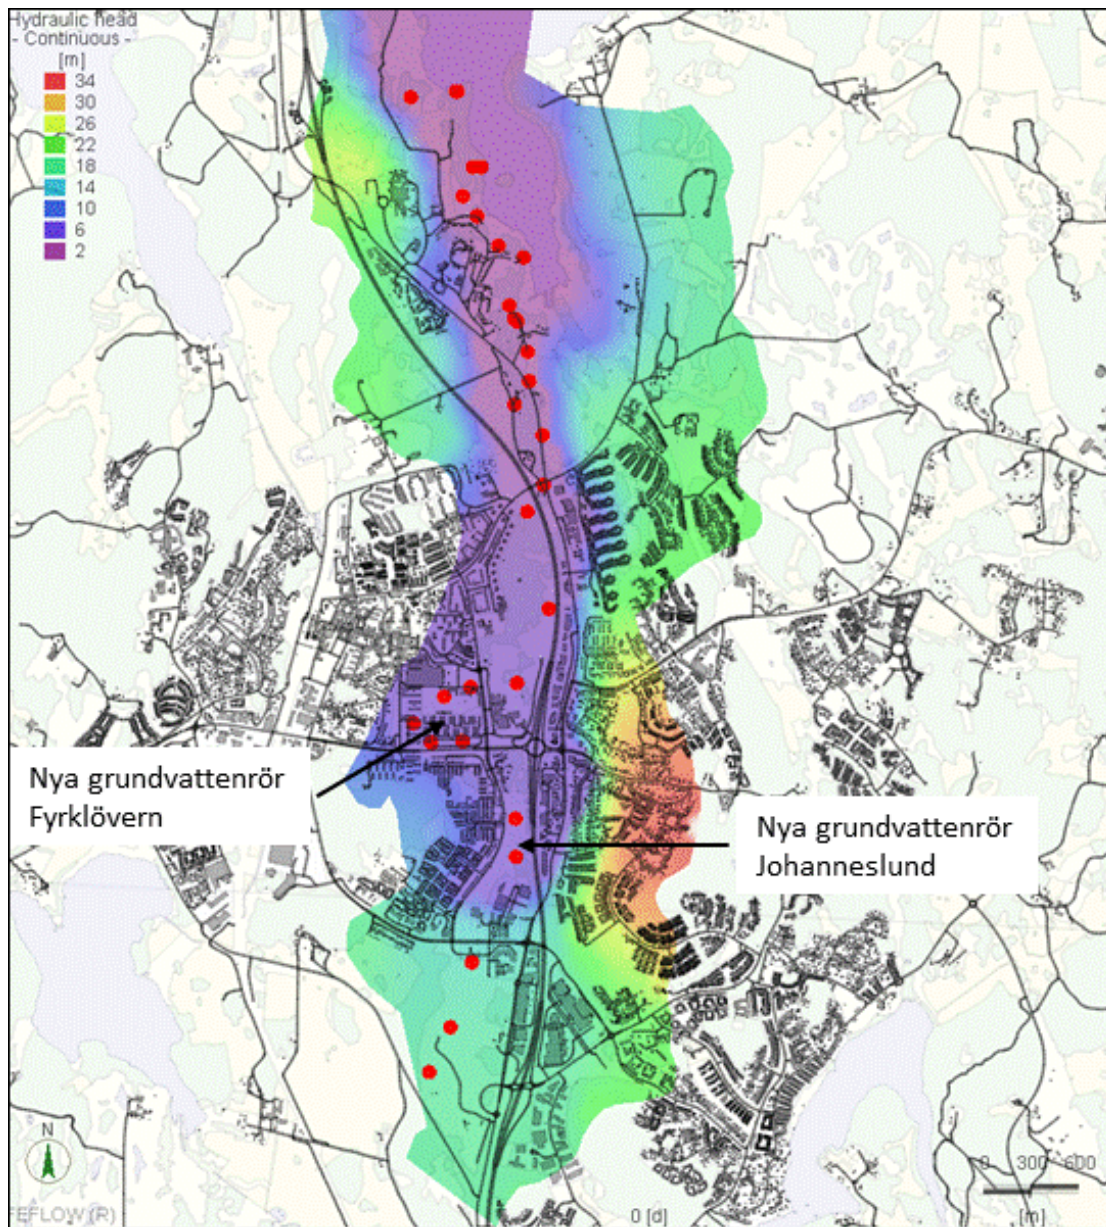 Hydraulic head
- Continuous -
[m]
34
30
26
22
18
14
10
6
2
Nya grundvattenrör
Fyrklövern
Nya grundvattenrör
Johanneslund
N
0 300 600
FEFLOW (R)
0 [d]
[m]